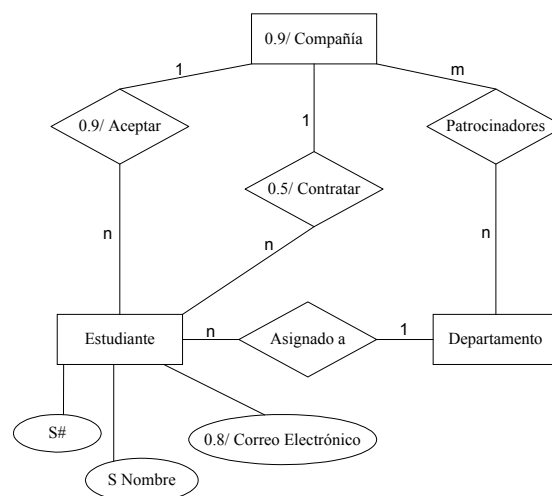 0.9/ Compañía
1
1
m
0.9/ Aceptar
Patrocinadores
0.5/ Contratar
n
n
n
Estudiante
n
Asignado a
1
Departamento
S#
0.8/ Correo Electrónico
S Nombre